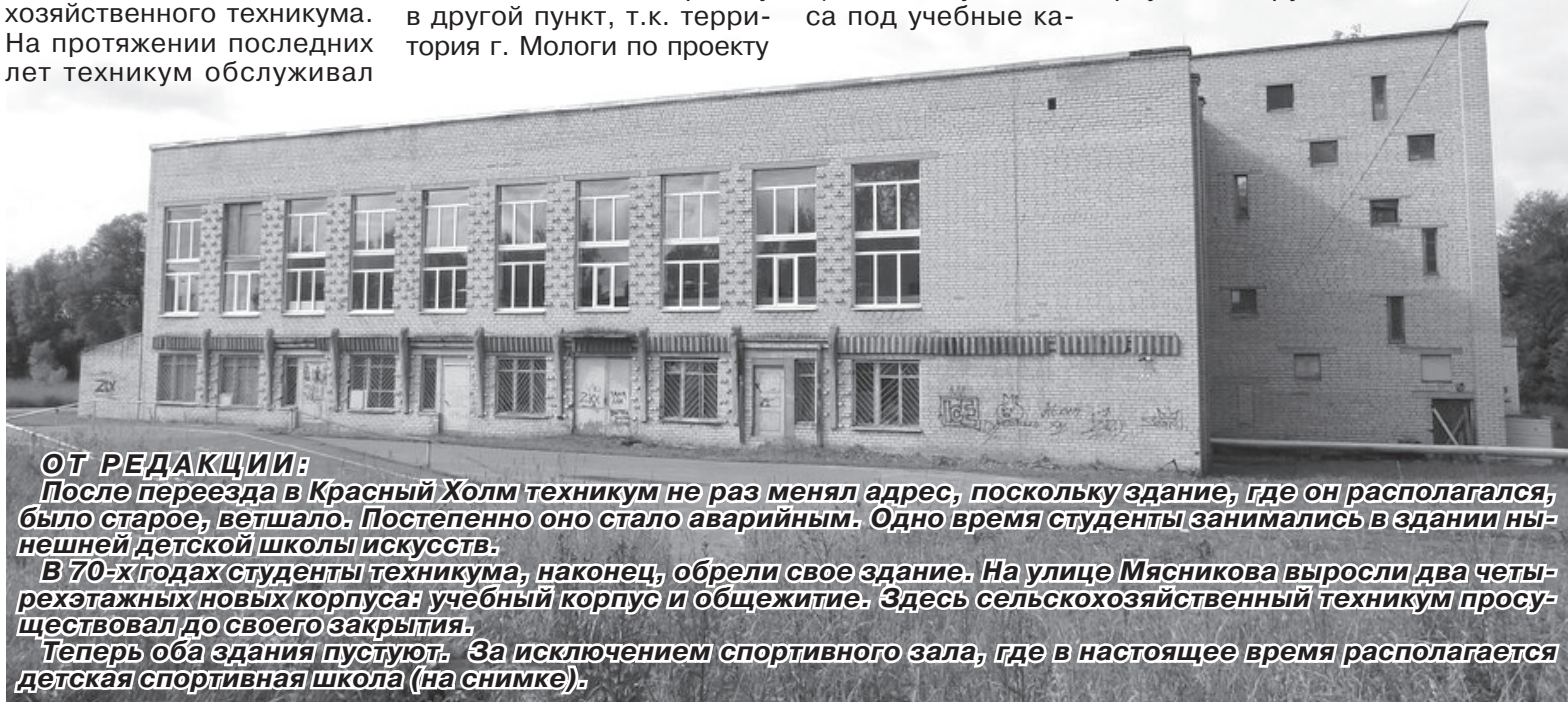 хозяйственного техникума.
На протяжении последних
лет техникум обслуживал
в другой пункт, т.к. терри-
тория г. Мологи по проекту
са под учебные ка-
ОТ РЕДАКЦИИ:
После переезда в Красный Холм техникум не раз менял адрес, поскольку здание, где он располагался,
было старое, ветшало. Постепенно оно стало аварийным. Одно время студенты занимались в здании ны-
нешней детской школы искусств.
В 70-х годах студенты техникума, наконец, обрели свое здание. На улице Мясникова выросли два четы-
рехэтажных новых корпуса: учебный корпус и общежитие. Здесь сельскохозяйственный техникум просу-
ществовал до своего закрытия.
Теперь оба здания пустуют. За исключением спортивного зала, где в настоящее время располагается
детская спортивная школа (на снимке).